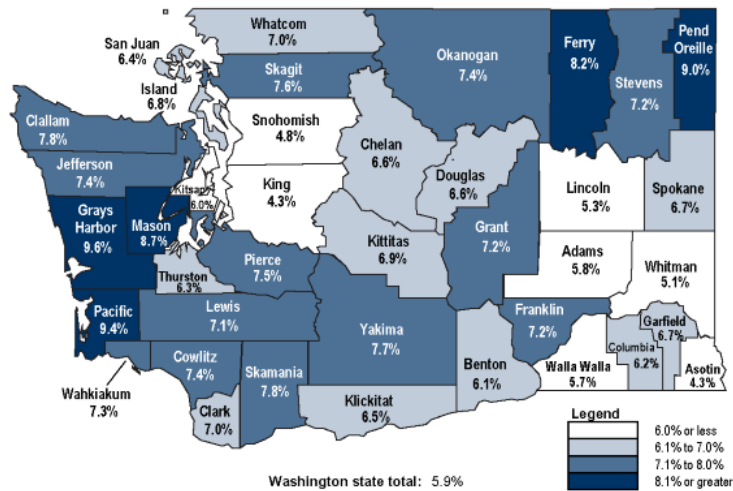 Whatcom
7.0%
San Juan
6.4%
Skagit
7.6%
Island
6.8%
Okanogan
7.4%
Ferry
8.2%
Stevens
7.2%
Pend
Oreille
9.0%
Clallam
7.8%
Snohomish
4.8%
Chelan
6.6%
Douglas
6.6%
Jefferson
7.4%
Kitsap
6.0%
King
4.3%
Lincoln
5.3%
Spokane
6.7%
Grays
Harbor
9.6%
Mason
8.7%
Grant
7.2%
Kittitas
6.9%
Adams
5.8%
Whitman
5.1%
Thurston
6.3%
Pierce
7.5%
Pacific
9.4%
Lewis
7.1%
Yakima
7.7%
Franklin
7.2%
Garfield
6.7%
Columbia
6.2%
Asotin
4.3%
Walla Walla
5.7%
Benton
6.1%
Wahkiakum
7.3%
Cowlitz
7.4%
Skamania
7.8%
Clark
7.0%
Klickitat
6.5%
Legend
6.0% or less
6.1% to 7.0%
7.1% to 8.0%
8.1% or greater
Washington state total: 5.9%